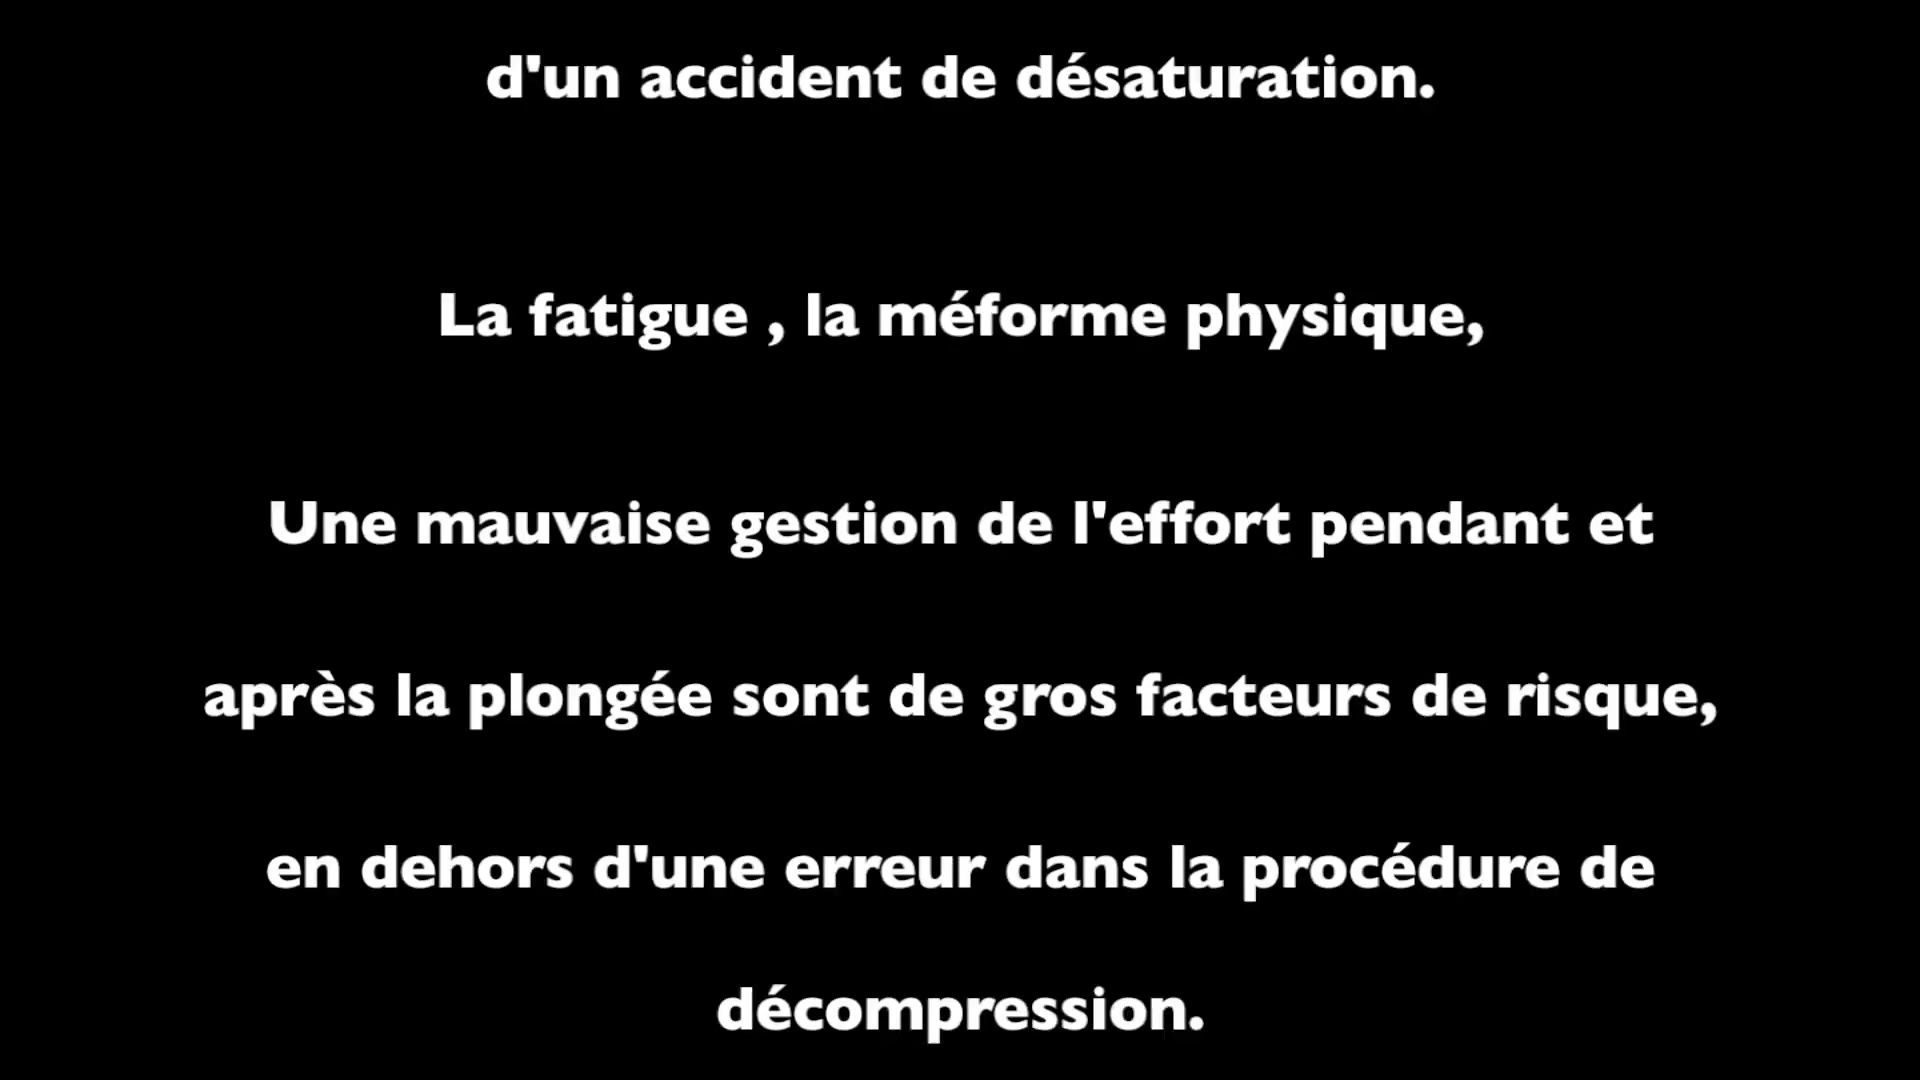 d'un accident de désaturation.
La fatigue , la méforme physique,
Une mauvaise gestion de l'effort pendant et
après la plongée sont de gros facteurs de risque,
en dehors d'une erreur dans la procédure de
décompression.